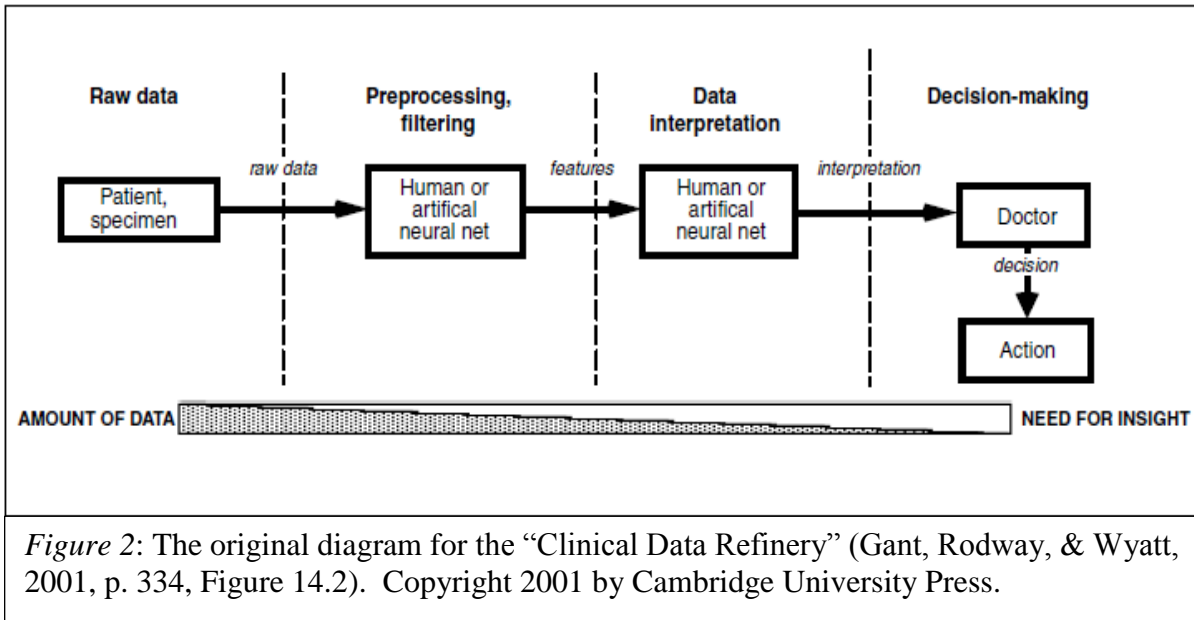 Raw data
Preprocessing,
filtering
Data
interpretation
Decision-making
raw data
features
interpretation
Patient,
specimen
Human or
artifical
neural net
Human or
artifical
neural net
Doctor
decision
Action
AMOUNT OF DATA
NEED FOR INSIGHT
Figure 2: The original diagram for the “Clinical Data Refinery” (Gant, Rodway, & Wyatt,
2001, p. 334, Figure 14.2).  Copyright 2001 by Cambridge University Press.